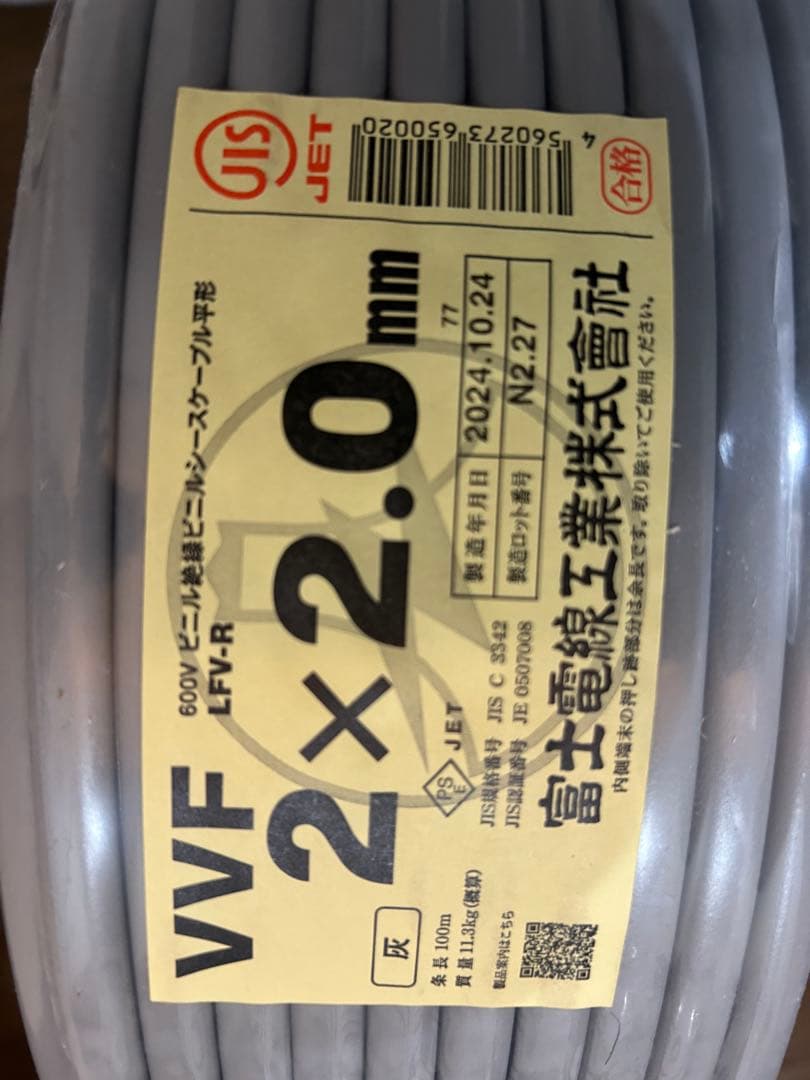 VVF
600V ビニル絶縁ビニルシースケーブル平形
LFV-R
2×2.0mm
灰
条長 100m
質量 11.3kg(概算)
製品案内はこちら
PS
E
JET
JIS規格番号 JIS C 3342
JIS認証番号 JE 0507008
77
製造年月日 2024.10.24
製造ロット番号 N2.27
富士電線工業株式會社
内側端末の押し跡部分は余長です。取り除いてご使用ください。
JIS
JET
4 560273 650020
合格